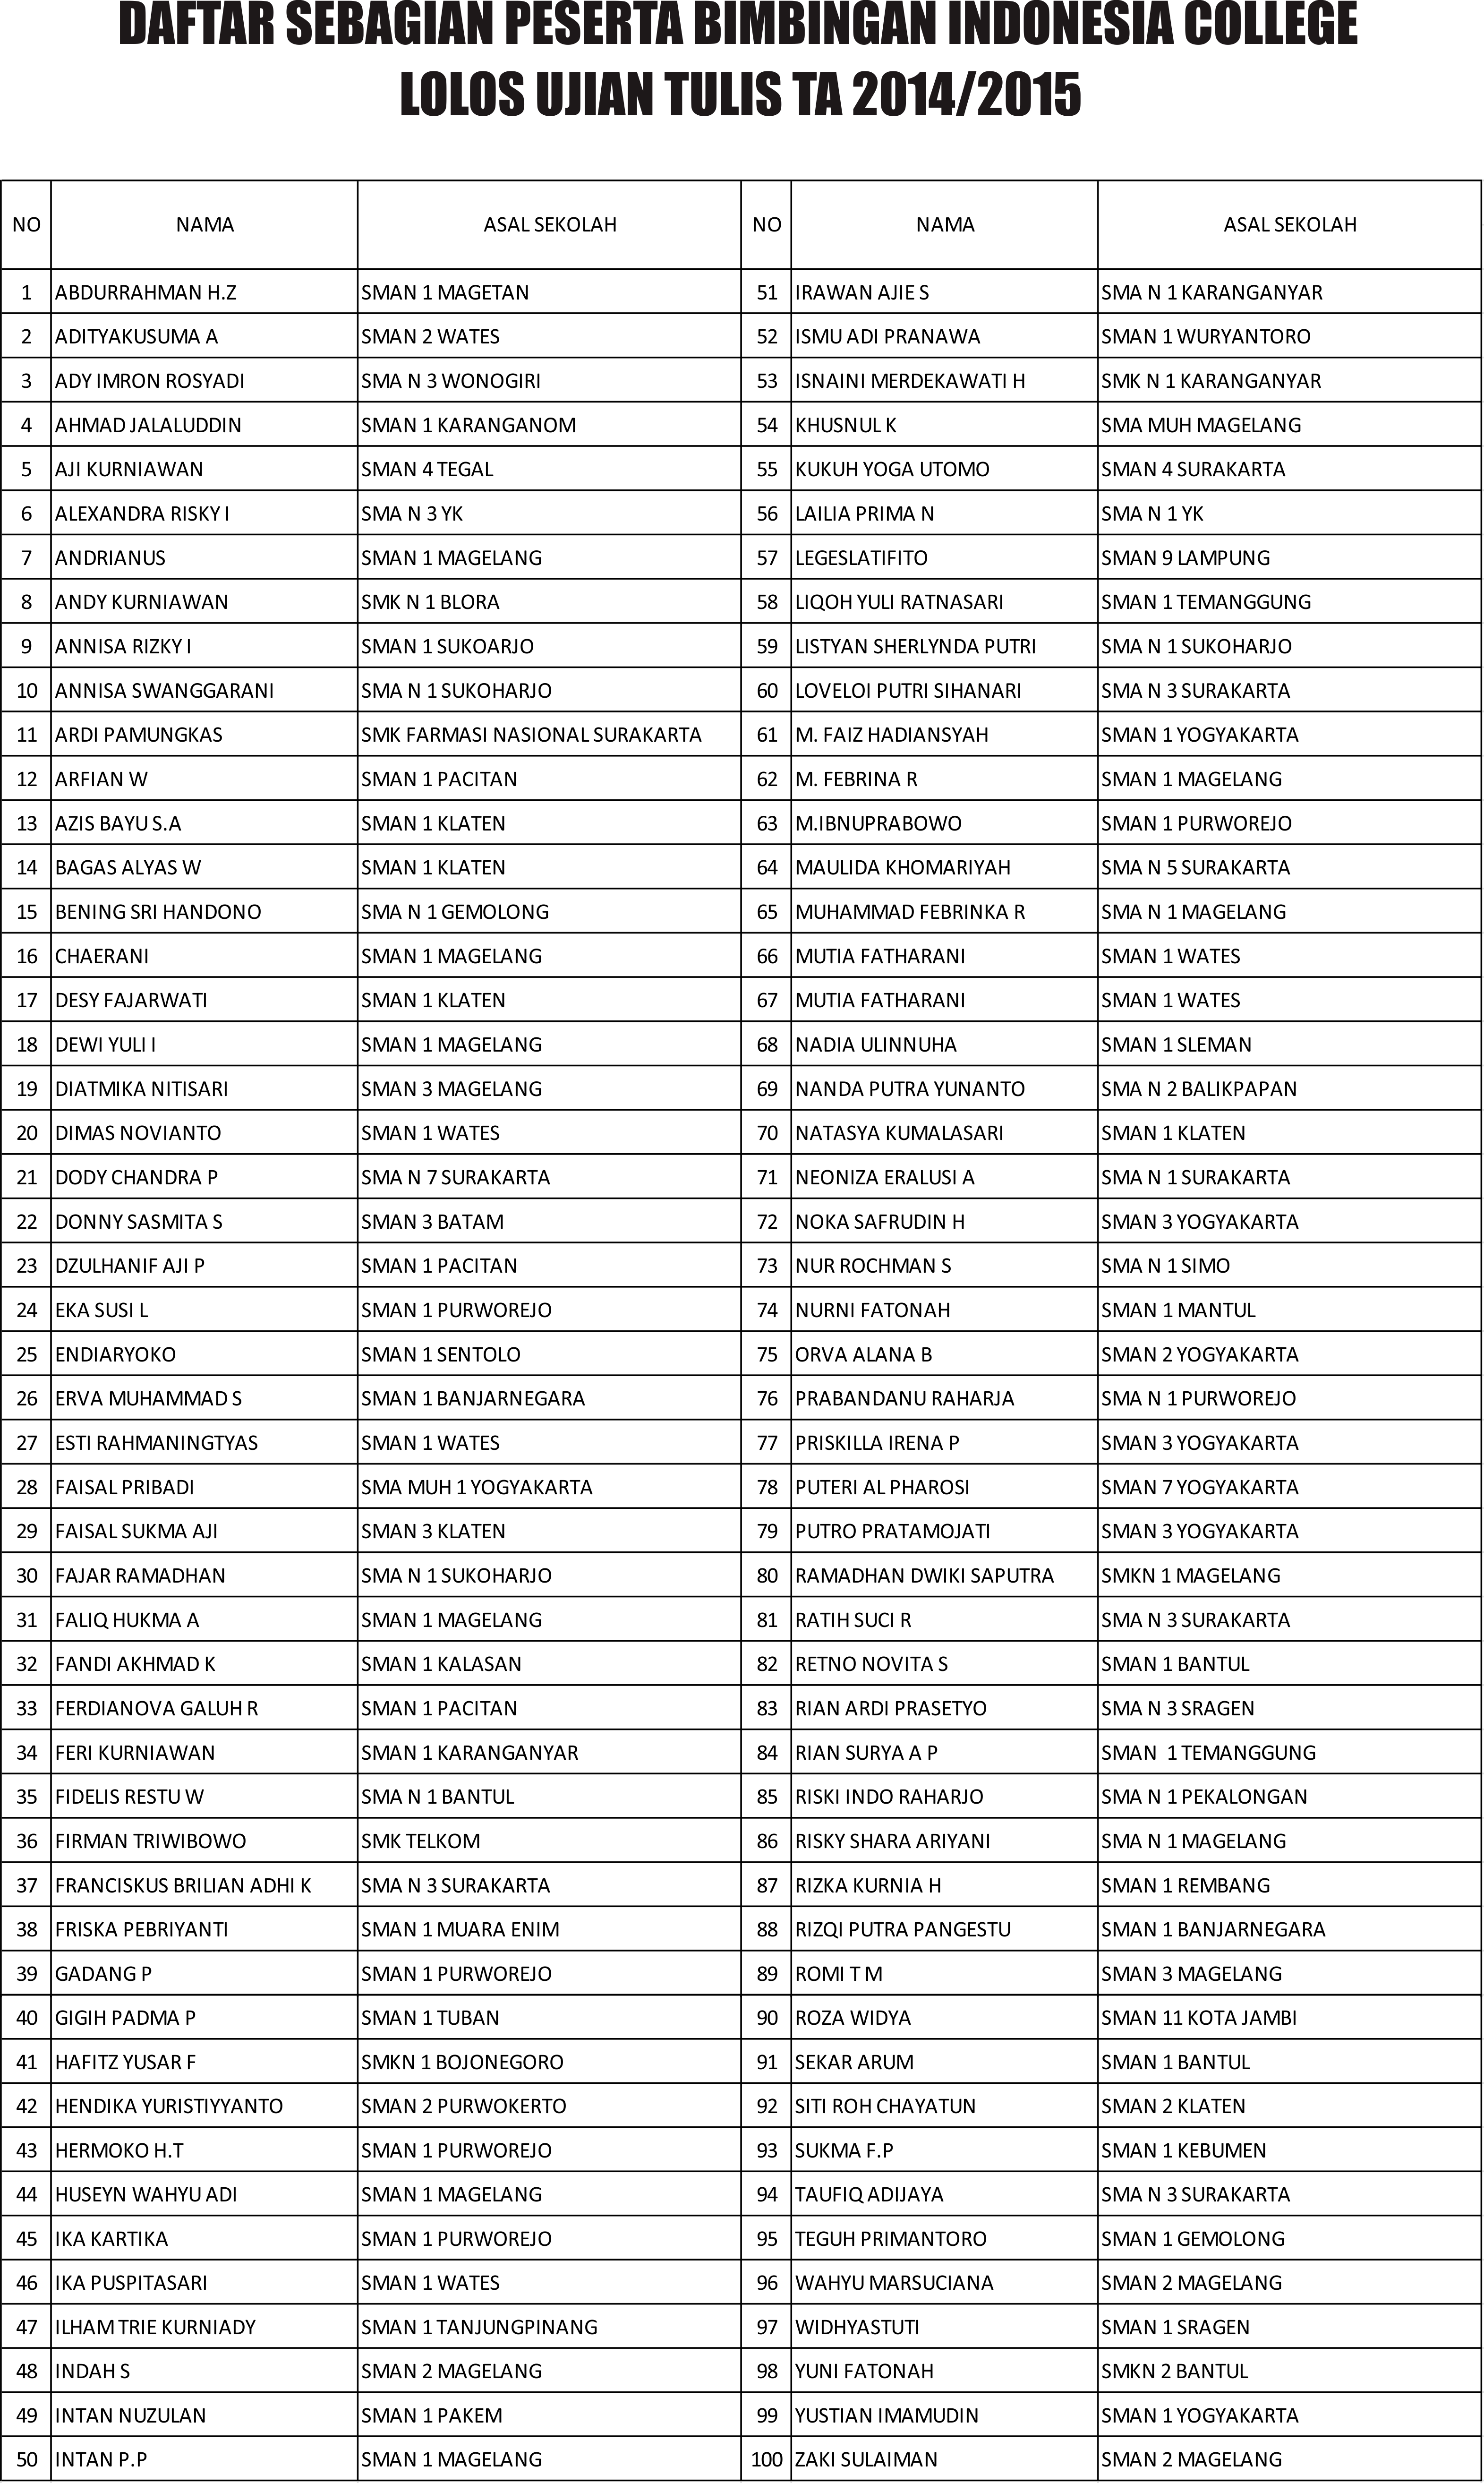 DAFTAR SEBAGIAN PESERTA BIMBINGAN INDONESIA COLLEGE
LOLOS UJIAN TULIS TA 2014/2015
NO NAMA ASAL SEKOLAH NO NAMA ASAL SEKOLAH
1 ABDURRAHMAN H.Z SMAN 1 MAGETAN 51 IRAWAN AJIE S SMA N 1 KARANGANYAR
2 ADITYAKUSUMA A SMAN 2 WATES 52 ISMU ADI PRANAWA SMAN 1 WURYANTORO
3 ADY IMRON ROSYADI SMA N 3 WONOGIRI 53 ISNAINI MERDEKAWATI H SMK N 1 KARANGANYAR
4 AHMAD JALALUDDIN SMAN 1 KARANGANOM 54 KHUSNUL K SMA MUH MAGELANG
5 AJI KURNIAWAN SMAN 4 TEGAL 55 KUKUH YOGA UTOMO SMAN 4 SURAKARTA
6 ALEXANDRA RISKY I SMA N 3 YK 56 LAILIA PRIMA N SMA N 1 YK
7 ANDRIANUS SMAN 1 MAGELANG 57 LEGESLATIFITO SMAN 9 LAMPUNG
8 ANDY KURNIAWAN SMK N 1 BLORA 58 LIQOH YULI RATNASARI SMAN 1 TEMANGGUNG
9 ANNISA RIZKY I SMAN 1 SUKOARJO 59 LISTYAN SHERLYNDA PUTRI SMA N 1 SUKOHARJO
10 ANNISA SWANGGARANI SMA N 1 SUKOHARJO 60 LOVELOI PUTRI SIHANARI SMA N 3 SURAKARTA
11 ARDI PAMUNGKAS SMK FARMASI NASIONAL SURAKARTA 61 M. FAIZ HADIANSYAH SMAN 1 YOGYAKARTA
12 ARFIAN W SMAN 1 PACITAN 62 M. FEBRINA R SMAN 1 MAGELANG
13 AZIS BAYU S.A SMAN 1 KLATEN 63 M.IBNUPRABOWO SMAN 1 PURWOREJO
14 BAGAS ALYAS W SMAN 1 KLATEN 64 MAULIDA KHOMARIYAH SMA N 5 SURAKARTA
15 BENING SRI HANDONO SMA N 1 GEMOLONG 65 MUHAMMAD FEBRINKA R SMA N 1 MAGELANG
16 CHAERANI SMAN 1 MAGELANG 66 MUTIA FATHARANI SMAN 1 WATES
17 DESY FAJARWATI SMAN 1 KLATEN 67 MUTIA FATHARANI SMAN 1 WATES
18 DEWI YULI I SMAN 1 MAGELANG 68 NADIA ULINNUHA SMAN 1 SLEMAN
19 DIATMIKA NITISARI SMAN 3 MAGELANG 69 NANDA PUTRA YUNANTO SMA N 2 BALIKPAPAN
20 DIMAS NOVIANTO SMAN 1 WATES 70 NATASYA KUMALASARI SMAN 1 KLATEN
21 DODY CHANDRA P SMA N 7 SURAKARTA 71 NEONIZA ERALUSI A SMA N 1 SURAKARTA
22 DONNY SASMITA S SMAN 3 BATAM 72 NOKA SAFRUDIN H SMAN 3 YOGYAKARTA
23 DZULHANIF AJI P SMAN 1 PACITAN 73 NUR ROCHMAN S SMA N 1 SIMO
24 EKA SUSI L SMAN 1 PURWOREJO 74 NURNI FATONAH SMAN 1 MANTUL
25 ENDIARYOKO SMAN 1 SENTOLO 75 ORVA ALANA B SMAN 2 YOGYAKARTA
26 ERVA MUHAMMAD S SMAN 1 BANJARNEGARA 76 PRABANDANU RAHARJA SMA N 1 PURWOREJO
27 ESTI RAHMANINGTYAS SMAN 1 WATES 77 PRISKILLA IRENA P SMAN 3 YOGYAKARTA
28 FAISAL PRIBADI SMA MUH 1 YOGYAKARTA 78 PUTERI AL PHAROSI SMAN 7 YOGYAKARTA
29 FAISAL SUKMA AJI SMAN 3 KLATEN 79 PUTRO PRATAMOJATI SMAN 3 YOGYAKARTA
30 FAJAR RAMADHAN SMA N 1 SUKOHARJO 80 RAMADHAN DWIKI SAPUTRA SMKN 1 MAGELANG
31 FALIQ HUKMA A SMAN 1 MAGELANG 81 RATIH SUCI R SMA N 3 SURAKARTA
32 FANDI AKHMAD K SMAN 1 KALASAN 82 RETNO NOVITA S SMAN 1 BANTUL
33 FERDIANOVA GALUH R SMAN 1 PACITAN 83 RIAN ARDI PRASETYO SMA N 3 SRAGEN
34 FERI KURNIAWAN SMAN 1 KARANGANYAR 84 RIAN SURYA A P SMAN 1 TEMANGGUNG
35 FIDELIS RESTU W SMA N 1 BANTUL 85 RISKI INDO RAHARJO SMA N 1 PEKALONGAN
36 FIRMAN TRIWIBOWO SMK TELKOM 86 RISKY SHARA ARIYANI SMA N 1 MAGELANG
37 FRANCISKUS BRILIAN ADHI K SMA N 3 SURAKARTA 87 RIZKA KURNIA H SMAN 1 REMBANG
38 FRISKA PEBRIYANTI SMAN 1 MUARA ENIM 88 RIZQI PUTRA PANGESTU SMAN 1 BANJARNEGARA
39 GADANG P SMAN 1 PURWOREJO 89 ROMI T M SMAN 3 MAGELANG
40 GIGIH PADMA P SMAN 1 TUBAN 90 ROZA WIDYA SMAN 11 KOTA JAMBI
41 HAFITZ YUSAR F SMKN 1 BOJONEGORO 91 SEKAR ARUM SMAN 1 BANTUL
42 HENDIKA YURISTIYYANTO SMAN 2 PURWOKERTO 92 SITI ROH CHAYATUN SMAN 2 KLATEN
43 HERMOKO H.T SMAN 1 PURWOREJO 93 SUKMA F.P SMAN 1 KEBUMEN
44 HUSEYN WAHYU ADI SMAN 1 MAGELANG 94 TAUFIQ ADIJAYA SMA N 3 SURAKARTA
45 IKA KARTIKA SMAN 1 PURWOREJO 95 TEGUH PRIMANTORO SMAN 1 GEMOLONG
46 IKA PUSPITASARI SMAN 1 WATES 96 WAHYU MARSUCIANA SMAN 2 MAGELANG
47 ILHAM TRIE KURNIADY SMAN 1 TANJUNGPINANG 97 WIDHYASTUTI SMAN 1 SRAGEN
48 INDAH S SMAN 2 MAGELANG 98 YUNI FATONAH SMKN 2 BANTUL
49 INTAN NUZULAN SMAN 1 PAKEM 99 YUSTIAN IMAMUDIN SMAN 1 YOGYAKARTA
50 INTAN P.P SMAN 1 MAGELANG 100 ZAKI SULAIMAN SMAN 2 MAGELANG